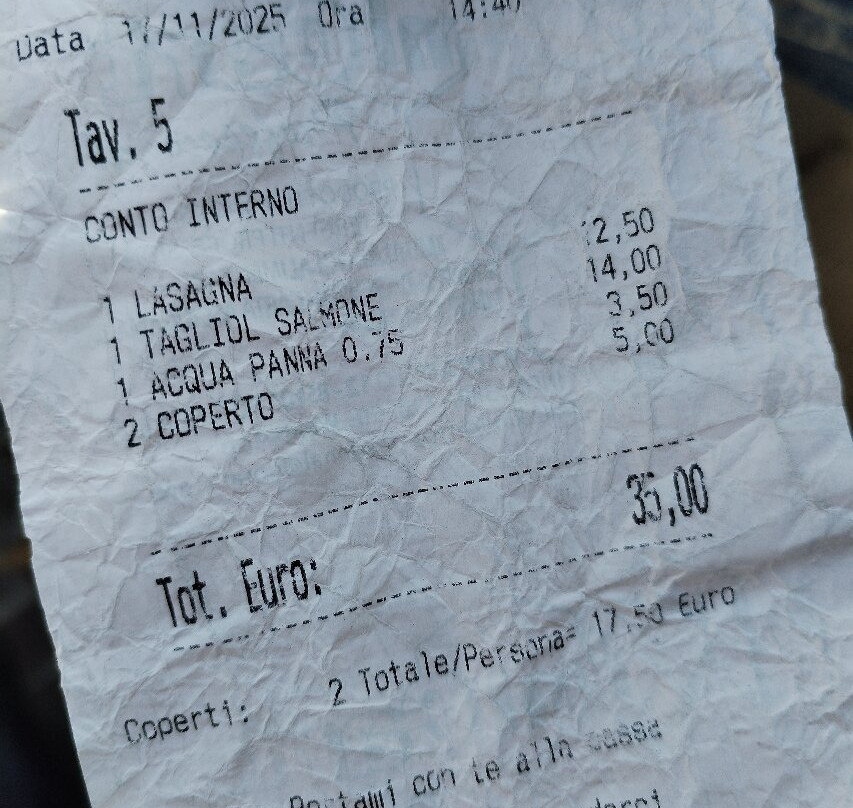 Data 17/11/2025 Ora 14:40
Tav. 5
CONTO INTERNO
1 LASAGNA 12,50
1 TAGLIOL SALMONE 14,00
1 ACQUA PANNA 0.75 3,50
2 COPERTO 5,00
Tot. Euro: 35,00
Coperti: 2 Totale/Persona= 17,50 Euro
Portami con te alla cassa